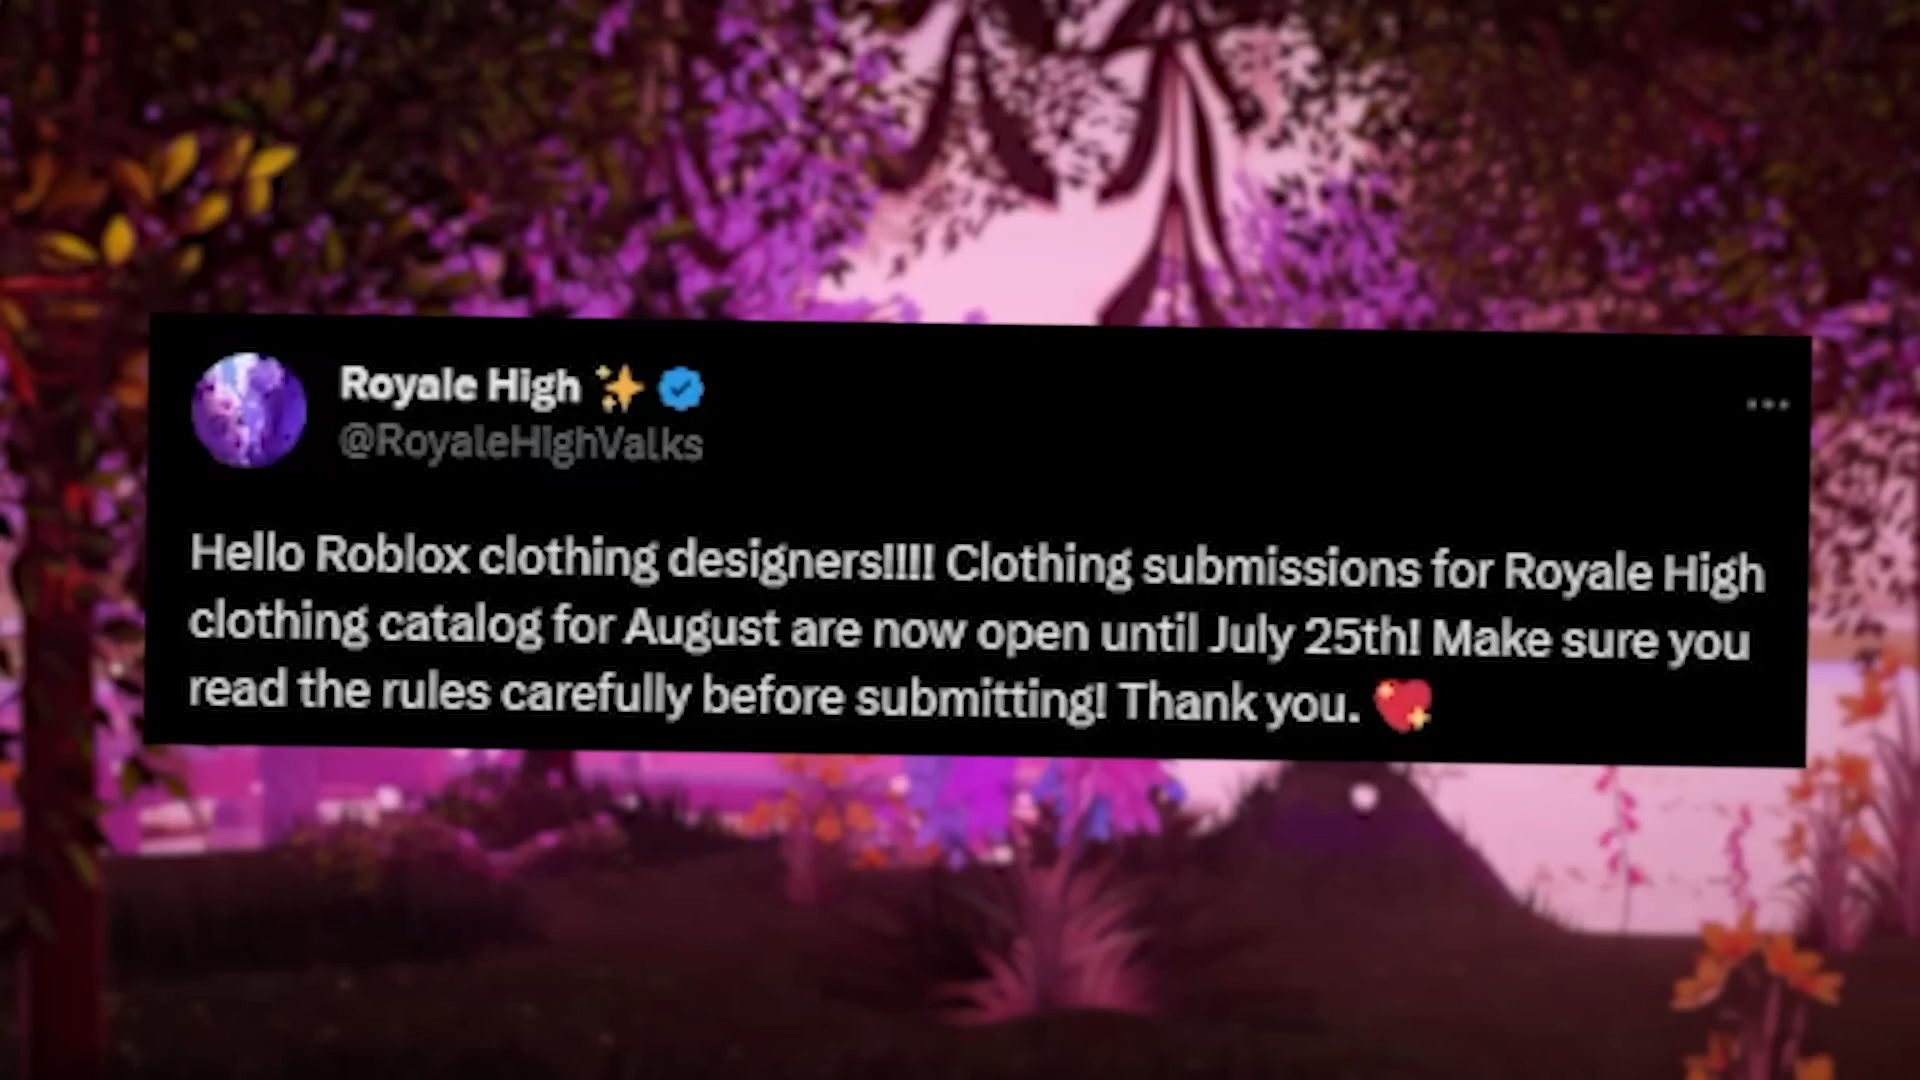 Royale High ✨
@RoyaleHighValks
Hello Roblox clothing designers!!!! Clothing submissions for Royale High
clothing catalog for August are now open until July 25th! Make sure you
read the rules carefully before submitting! Thank you. 💖